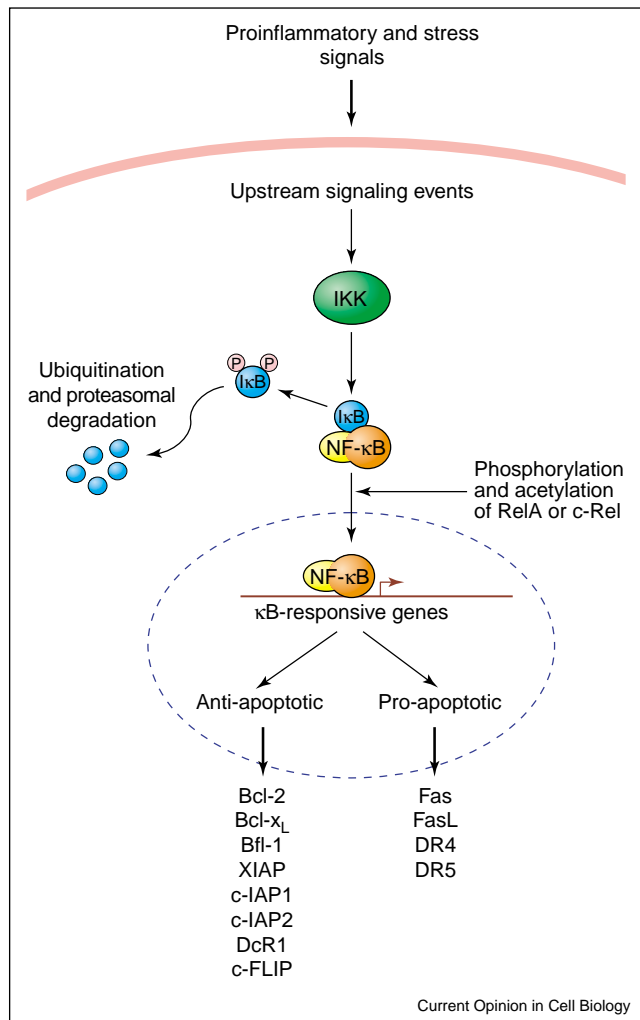 Proinflammatory and stress
signals
Upstream signaling events
IKK
P P
IκB
Ubiquitination
and proteasomal
degradation
IκB
NF-κB
Phosphorylation
and acetylation
of RelA or c-Rel
NF-κB
κB-responsive genes
Anti-apoptotic
Pro-apoptotic
Bcl-2
Bcl-xL
Bfl-1
XIAP
c-IAP1
c-IAP2
DcR1
c-FLIP
Fas
FasL
DR4
DR5
Current Opinion in Cell Biology